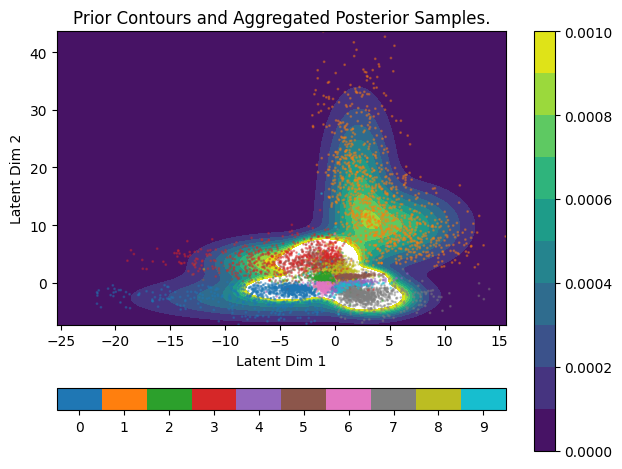 Prior Contours and Aggregated Posterior Samples.
Latent Dim 2
40
30
20
10
0
−25 −20 −15 −10 −5 0 5 10 15
Latent Dim 1
0 1 2 3 4 5 6 7 8 9
0.0010
0.0008
0.0006
0.0004
0.0002
0.0000